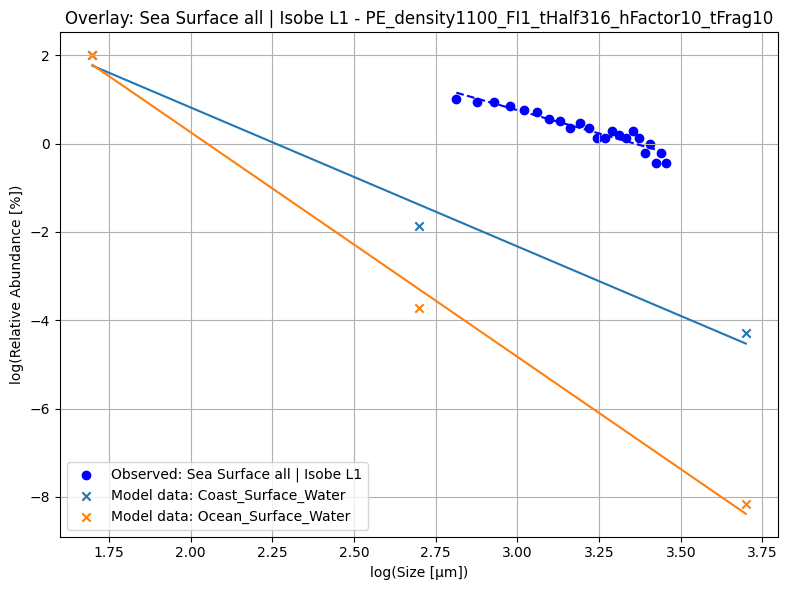 Overlay: Sea Surface all | Isobe L1 - PE_density1100_FI1_tHalf316_hFactor10_tFrag10
log(Relative Abundance [%])
2
0
−2
−4
−6
−8
Observed: Sea Surface all | Isobe L1
Model data: Coast_Surface_Water
Model data: Ocean_Surface_Water
1.75 2.00 2.25 2.50 2.75 3.00 3.25 3.50 3.75
log(Size [μm])